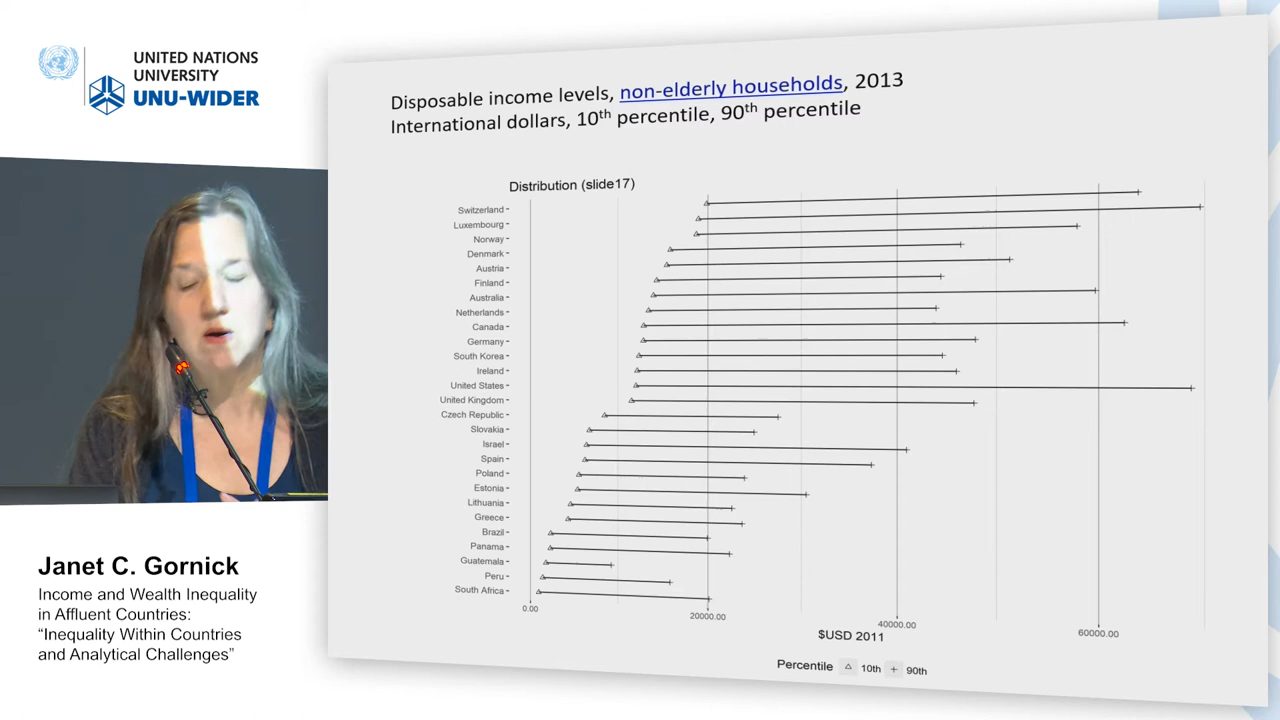 UNITED NATIONS
UNIVERSITY
UNU-WIDER
Disposable income levels, non-elderly households, 2013
International dollars, 10th percentile, 90th percentile
Distribution (slide17)
Switzerland
Luxembourg
Norway
Denmark
Austria
Finland
Australia
Netherlands
Canada
Germany
South Korea
Ireland
United States
United Kingdom
Czech Republic
Slovakia
Israel
Spain
Poland
Estonia
Lithuania
Greece
Brazil
Panama
Guatemala
Peru
South Africa
0.00
20000.00
40000.00
60000.00
$USD 2011
Percentile 10th 90th
Janet C. Gornick
Income and Wealth Inequality
in Affluent Countries:
“Inequality Within Countries
and Analytical Challenges”